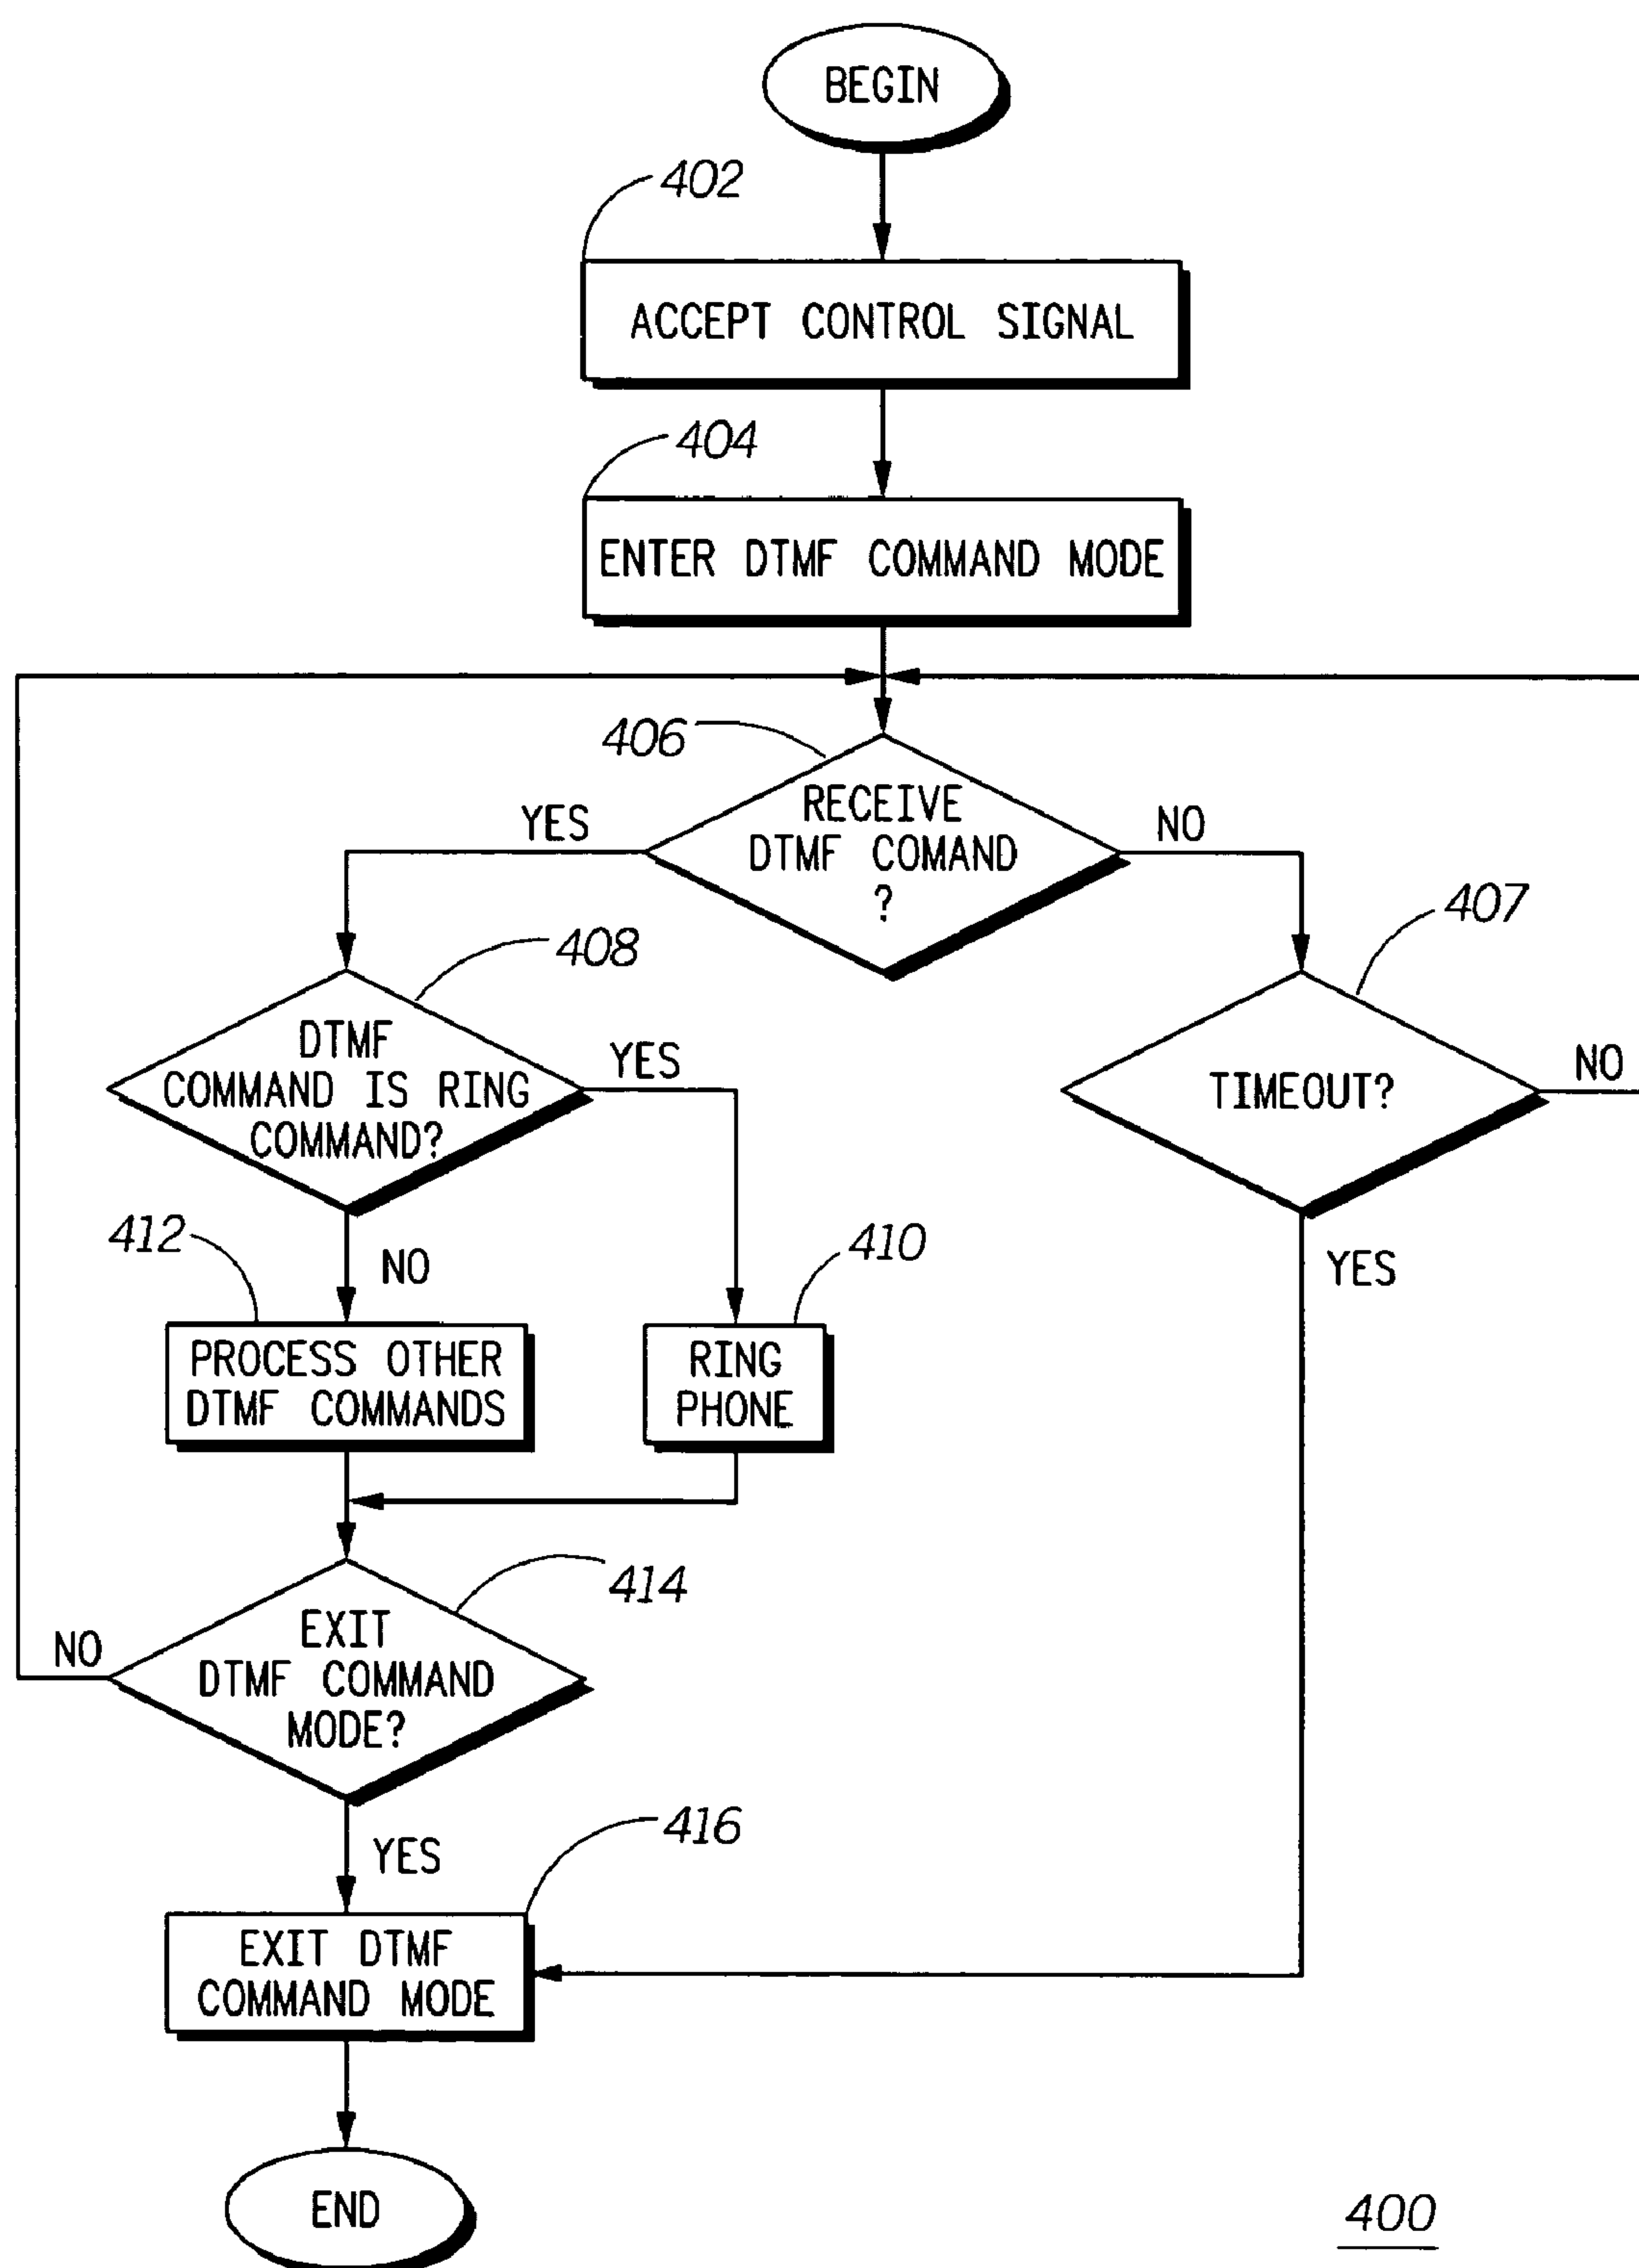 BEGIN
402
ACCEPT CONTROL SIGNAL
404
ENTER DTMF COMMAND MODE
406
RECEIVE
DTMF COMAND
?
YES
NO
407
408
DTMF
COMMAND IS RING
COMMAND?
YES
TIMEOUT?
NO
412
NO
410
YES
PROCESS OTHER
DTMF COMMANDS
RING
PHONE
414
EXIT
DTMF COMMAND
MODE?
NO
YES
416
EXIT DTMF
COMMAND MODE
END
400